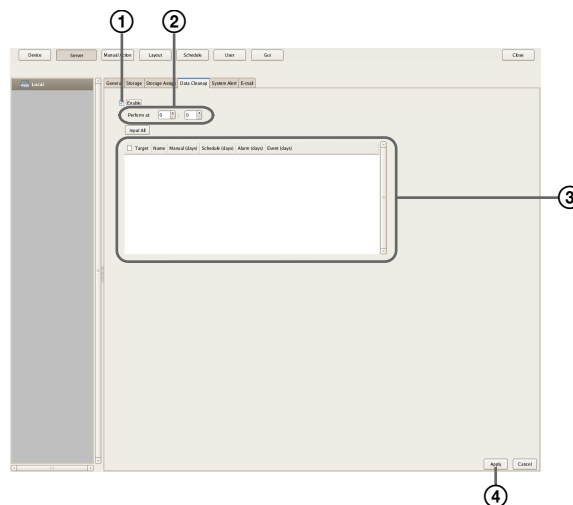 1 2
Device Server Manual Action Layout Schedule User Gui Close
Local
General Storage Storage Assign Data Cleanup System Alert E-mail
Enable
Perform at 0 : 0
Input All
Target Name Manual (days) Schedule (days) Alarm (days) Event (days)
3
Apply Cancel
4